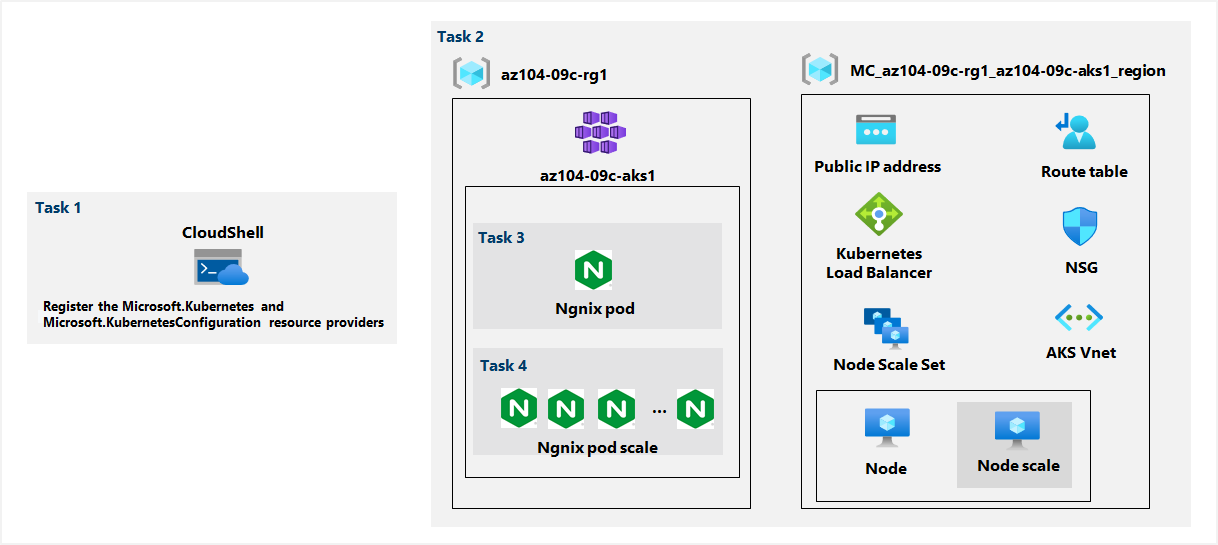 Task 1
CloudShell
Register the Microsoft.Kubernetes and
Microsoft.KubernetesConfiguration resource providers
Task 2
az104-09c-rg1
az104-09c-aks1
Task 3
N
Ngnix pod
Task 4
N N N ... N
Ngnix pod scale
MC_az104-09c-rg1_az104-09c-aks1_region
Public IP address
Route table
Kubernetes
Load Balancer
NSG
Node Scale Set
AKS Vnet
Node
Node scale